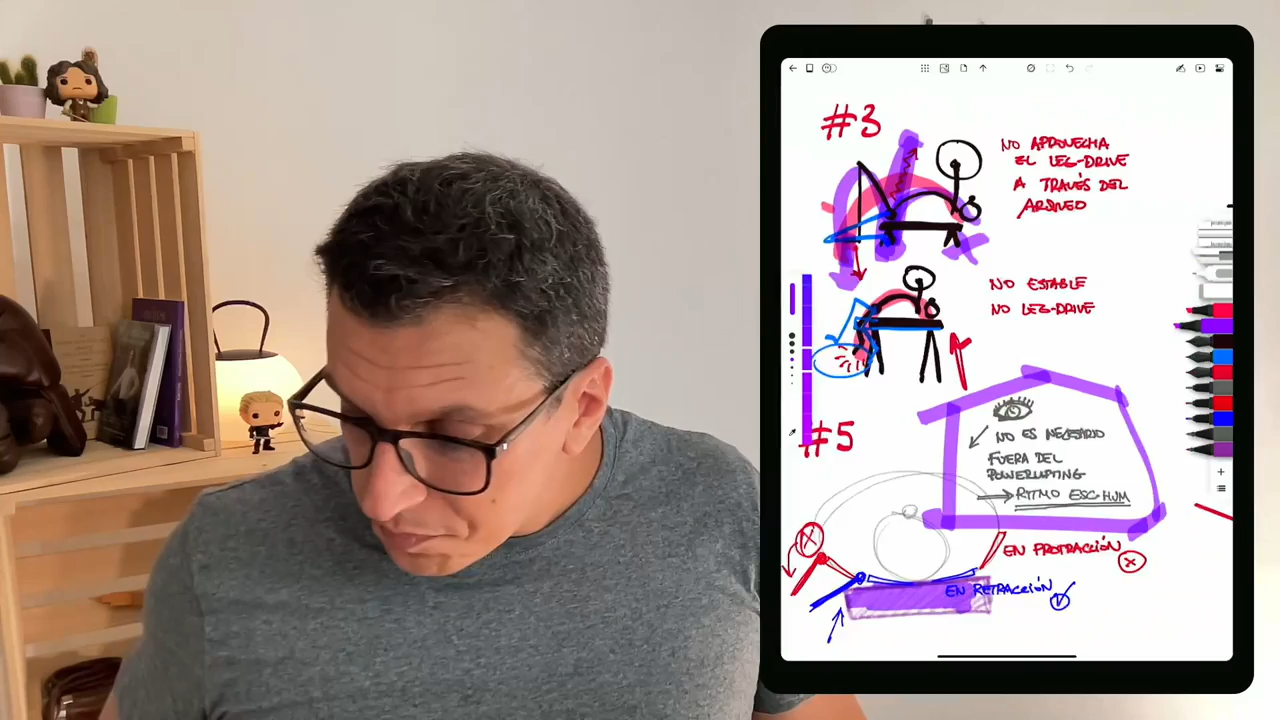 #3
NO APROVECHA
EL LEG-DRIVE
A TRAVÉS DEL
ARQUEO
NO ESTABLE
NO LEG-DRIVE
#5
NO ES NECESARIO
FUERA DEL
POWERLIFTING
RITMO ESC-HUM
EN PROTRACCIÓN
X
EN RETRACCIÓN